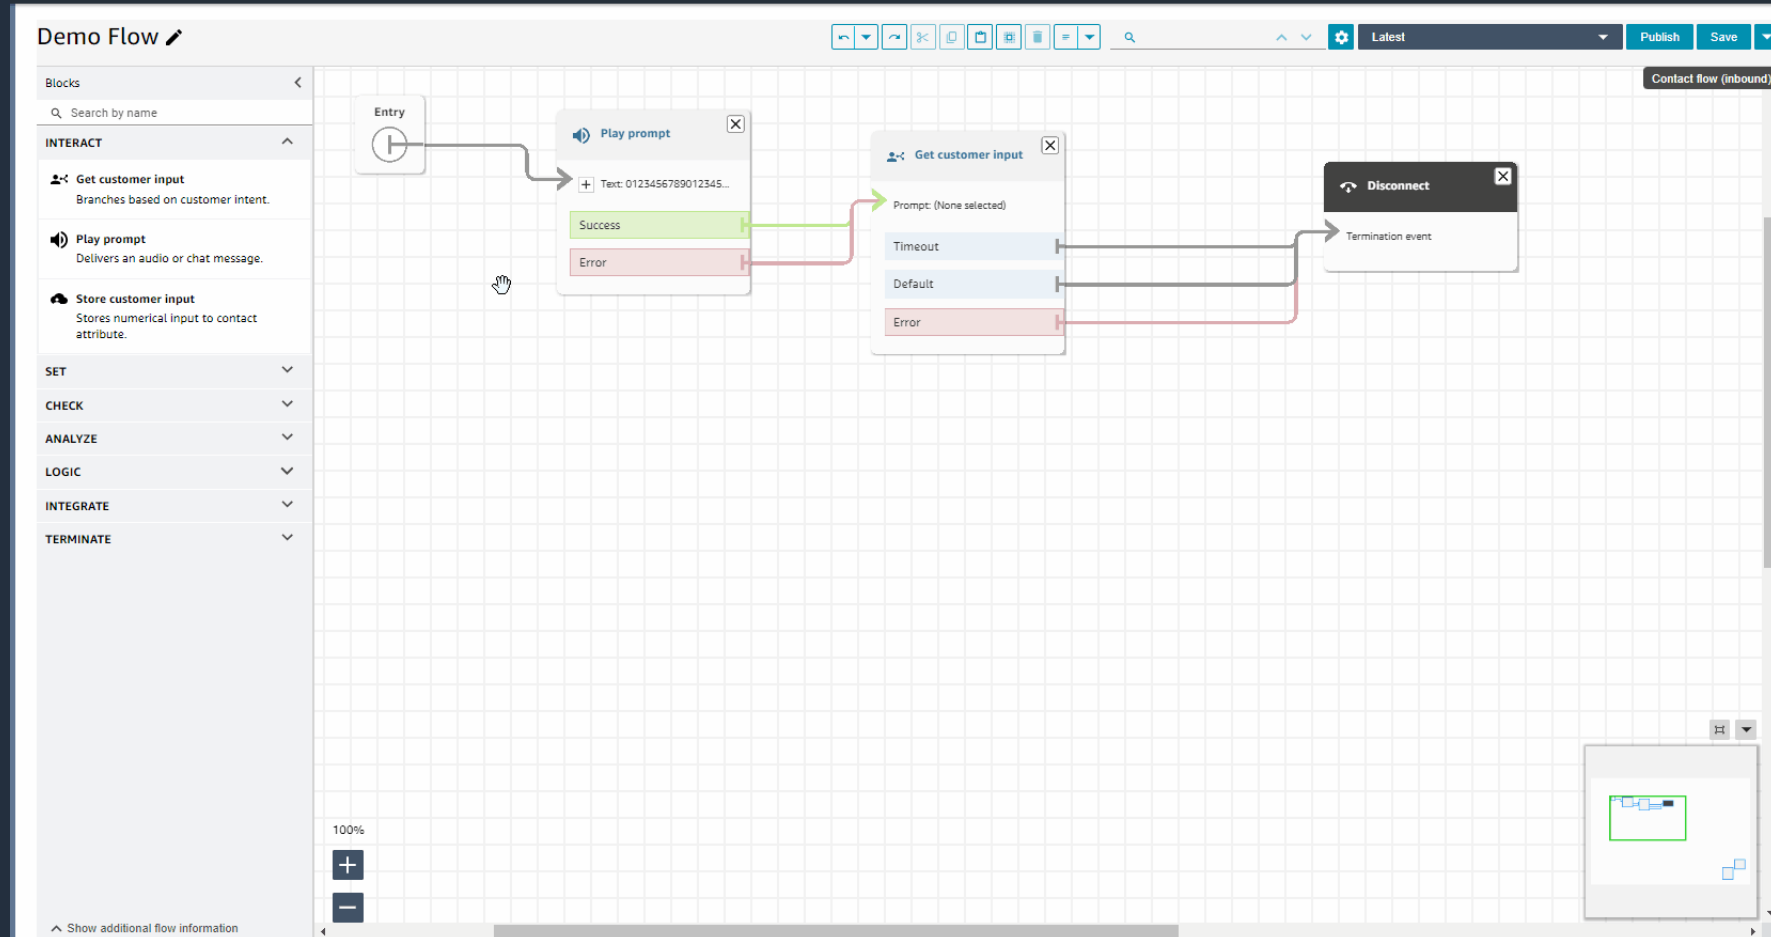 Demo Flow
Latest
Publish
Save
Contact flow (inbound)
Blocks
Search by name
INTERACT
Get customer input
Branches based on customer intent.
Play prompt
Delivers an audio or chat message.
Store customer input
Stores numerical input to contact
attribute.
SET
CHECK
ANALYZE
LOGIC
INTEGRATE
TERMINATE
Show additional flow information
Entry
Play prompt
Text: 0123456789012345...
Success
Error
Get customer input
Prompt: (None selected)
Timeout
Default
Error
Disconnect
Termination event
100%